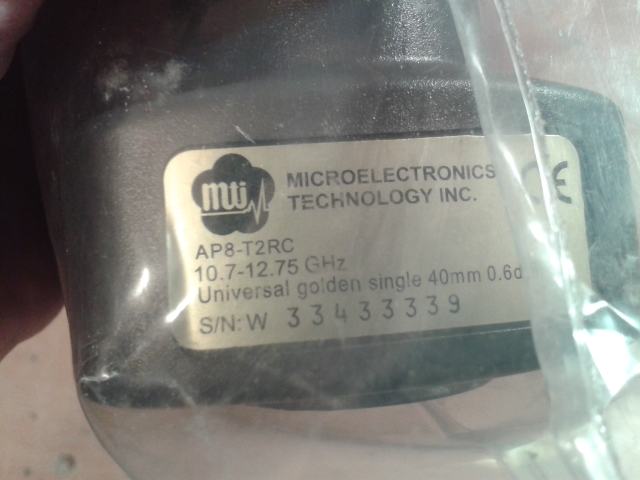 mti
MICROELECTRONICS
TECHNOLOGY INC.
CE
AP8-T2RC
10.7-12.75 GHz
Universal golden single 40mm 0.6d
S/N: W 33433339